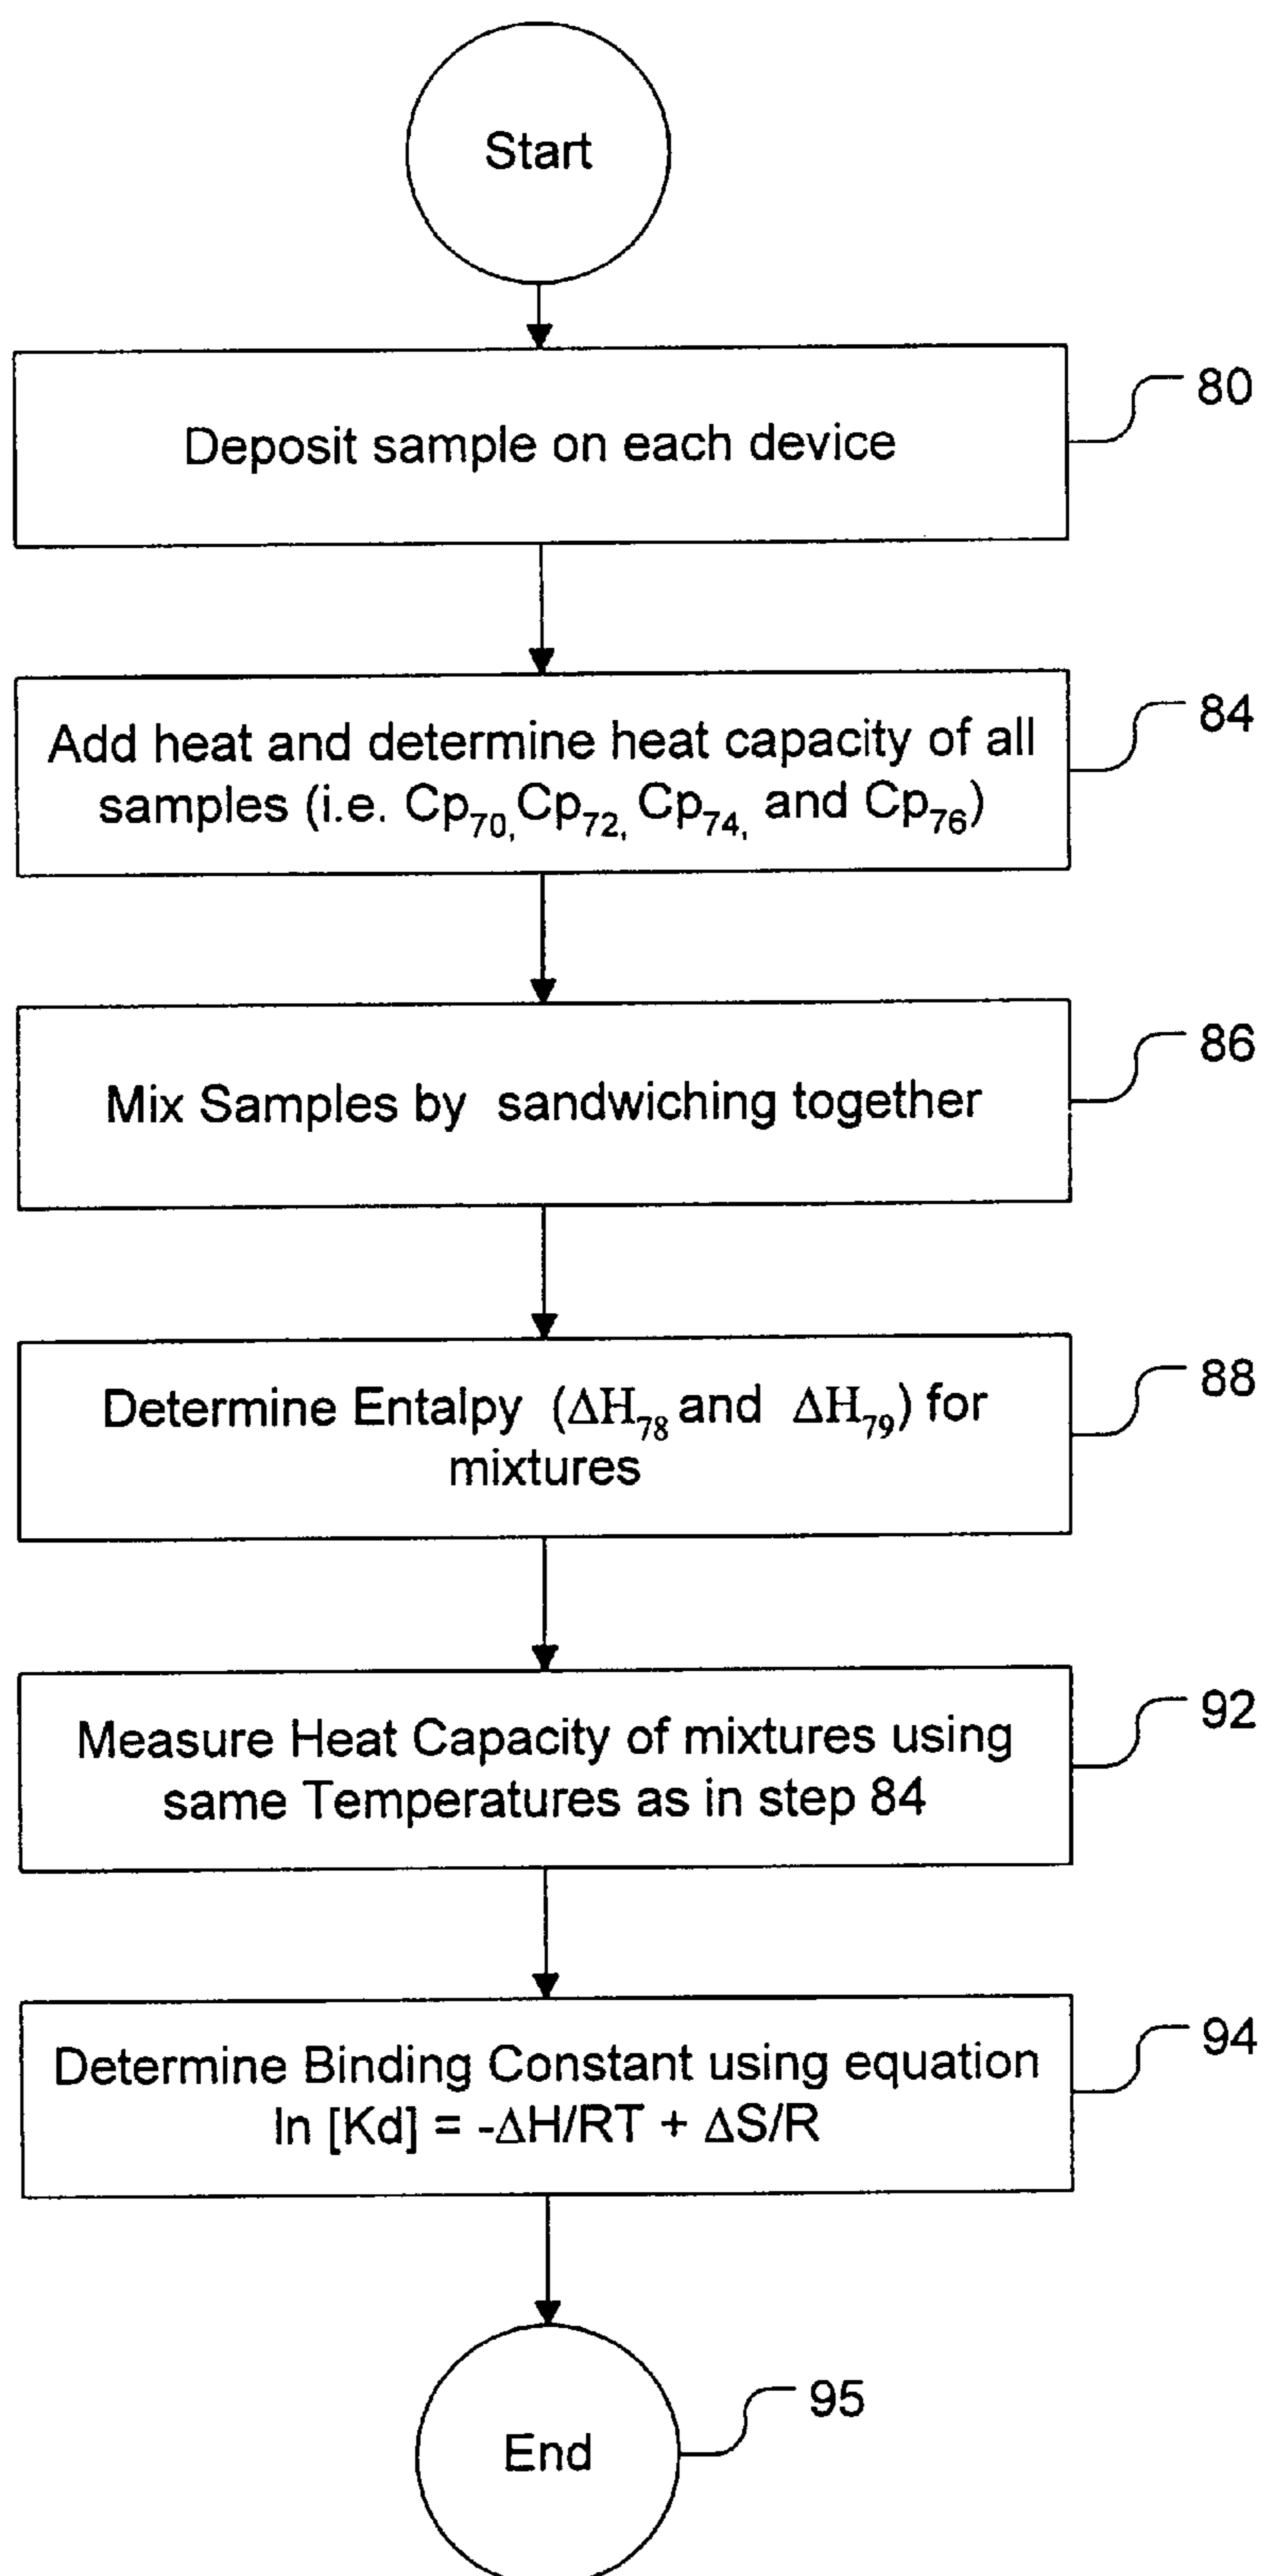 Start
Deposit sample on each device
80
Add heat and determine heat capacity of all
samples (i.e. Cp70, Cp72, Cp74, and Cp76)
84
Mix Samples by sandwiching together
86
Determine Entalpy (ΔH78 and ΔH79) for
mixtures
88
Measure Heat Capacity of mixtures using
same Temperatures as in step 84
92
Determine Binding Constant using equation
ln [Kd] = -ΔH/RT + ΔS/R
94
End
95